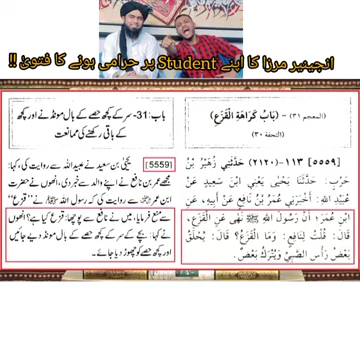 انجینیر مرزا کا اپنے Student پر حرامی ہونے کا فتویٰ !!
(المعجم ٣١) - (بَابُ كَرَاهَةِ الْقَزَعِ)
(التحفة ٣٠)
باب: 31-سر کے کچھ حصے کے بال مونڈنے اور کچھ
کے باقی رکھنے کی ممانعت
[٥٥٥٩] ١١٣-(٢١٢٠) حَدَّثَنِي زُهَيْرُ بْنُ
حَرْبٍ: حَدَّثَنَا يَحْيَى يَعْنِي ابْنَ سَعِيدٍ عَنْ
عُبَيْدِ اللهِ: أَخْبَرَنِي عُمَرُ بْنُ نَافِعٍ عَنْ أَبِيهِ، عَنِ
ابْنِ عُمَرَ؛ أَنَّ رَسُولَ اللهِ ﷺ نَهَى عَنِ الْقَزَعِ،
قَالَ: قُلْتُ لِنَافِعٍ: وَمَا الْقَزَعُ؟ قَالَ: يُحْلَقُ
بَعْضُ رَأْسِ الصَّبِيِّ وَيُتْرَكُ بَعْضٌ.
[5559] یحییٰ بن سعید نے عبیداللہ سے روایت کی، کہا:
مجھے عمر بن نافع نے اپنے والد سے خبر دی، انھوں نے حضرت
ابن عمر رضی اللہ عنہما سے روایت کی کہ رسول اللہ ﷺ نے ”قزع“
سے منع فرمایا، میں نے نافع سے پوچھا: قزع کیا ہے؟ انھوں
نے کہا: بچے کے سر کے کچھ حصے کے بال مونڈ دیے جائیں
اور کچھ حصے کو چھوڑ دیا جائے۔